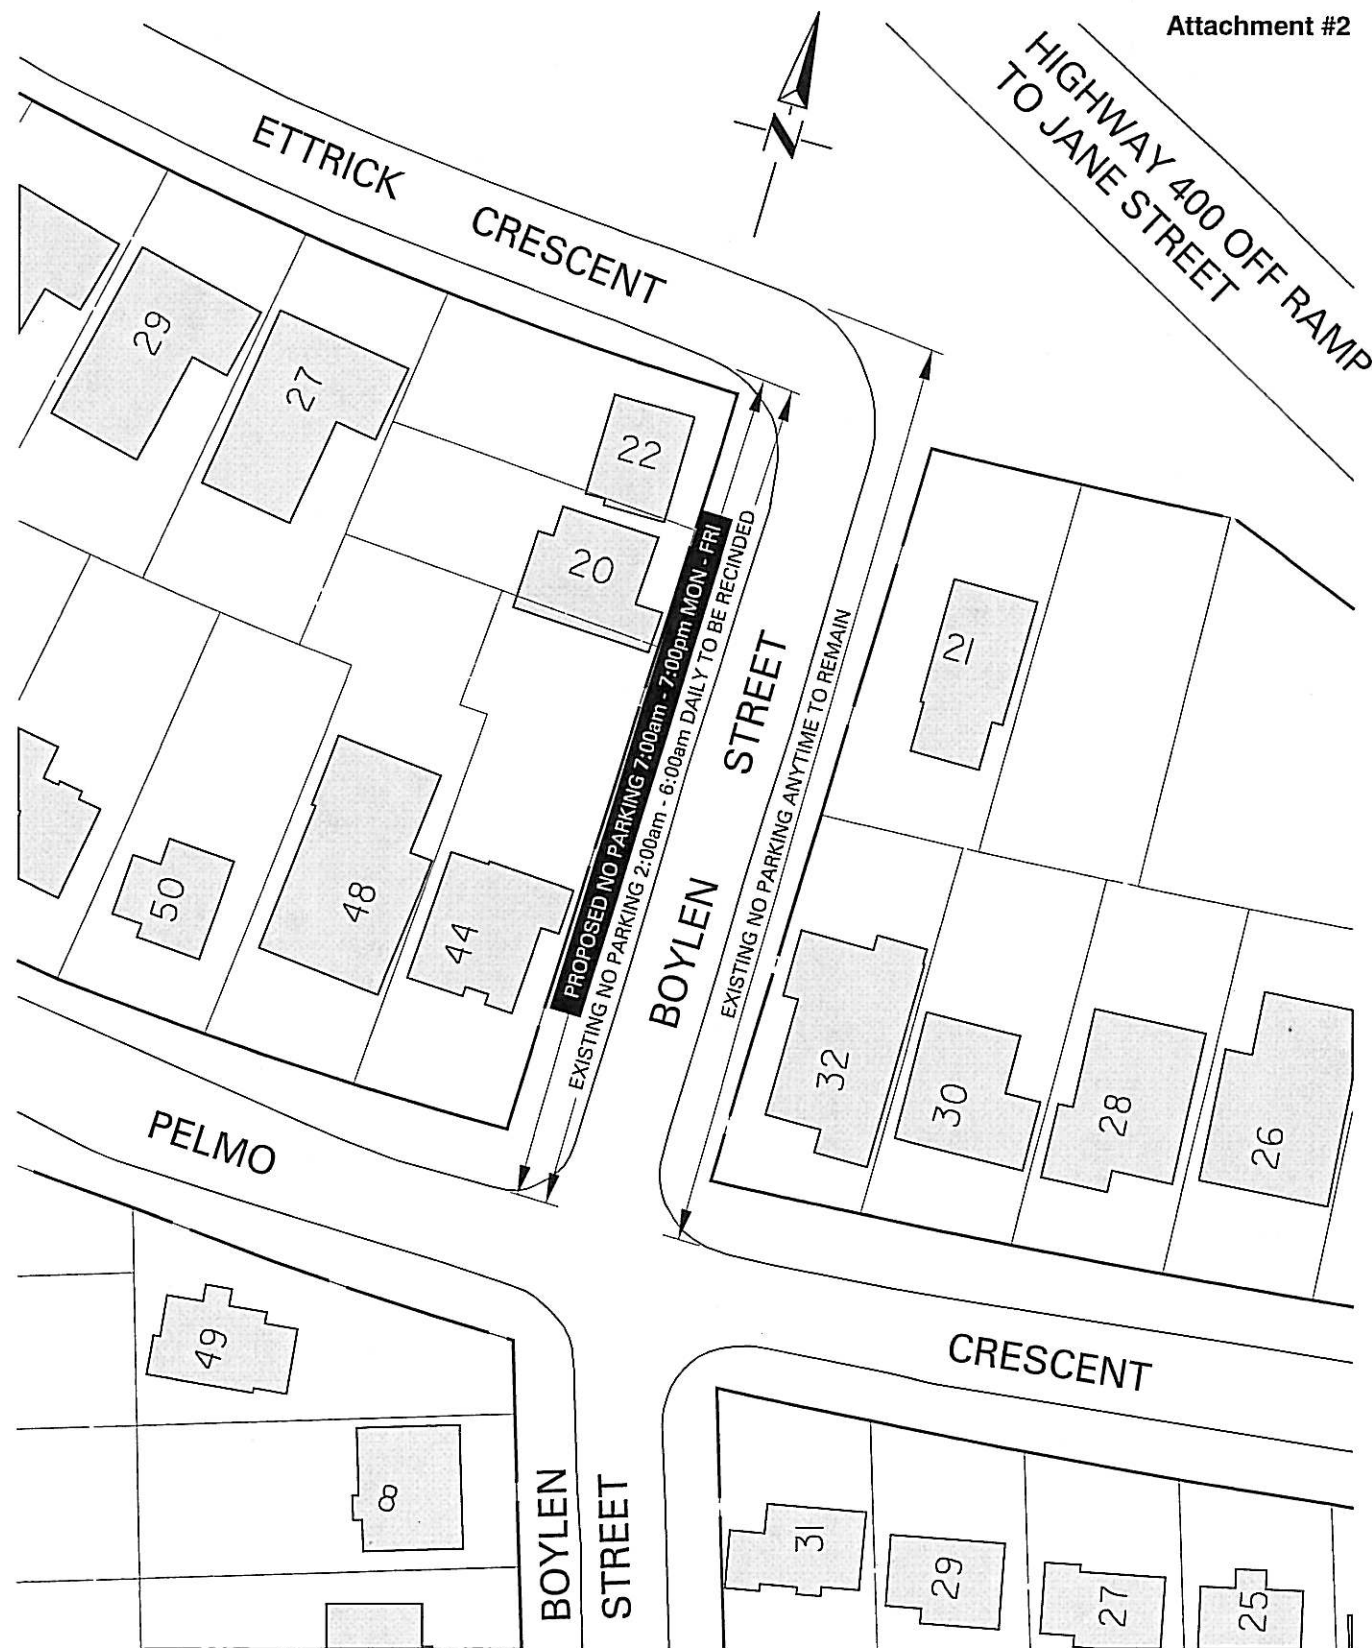 Attachment #2
HIGHWAY 400 OFF RAMP
TO JANE STREET
N
ETTRICK CRESCENT
29
27
22
20
21
PROPOSED NO PARKING 7:00am - 7:00pm MON - FRI
EXISTING NO PARKING 2:00am - 6:00am DAILY TO BE RECINDED
BOYLEN STREET
EXISTING NO PARKING ANYTIME TO REMAIN
50
48
44
32
30
28
26
PELMO CRESCENT
49
8
BOYLEN
STREET
31
29
27
25